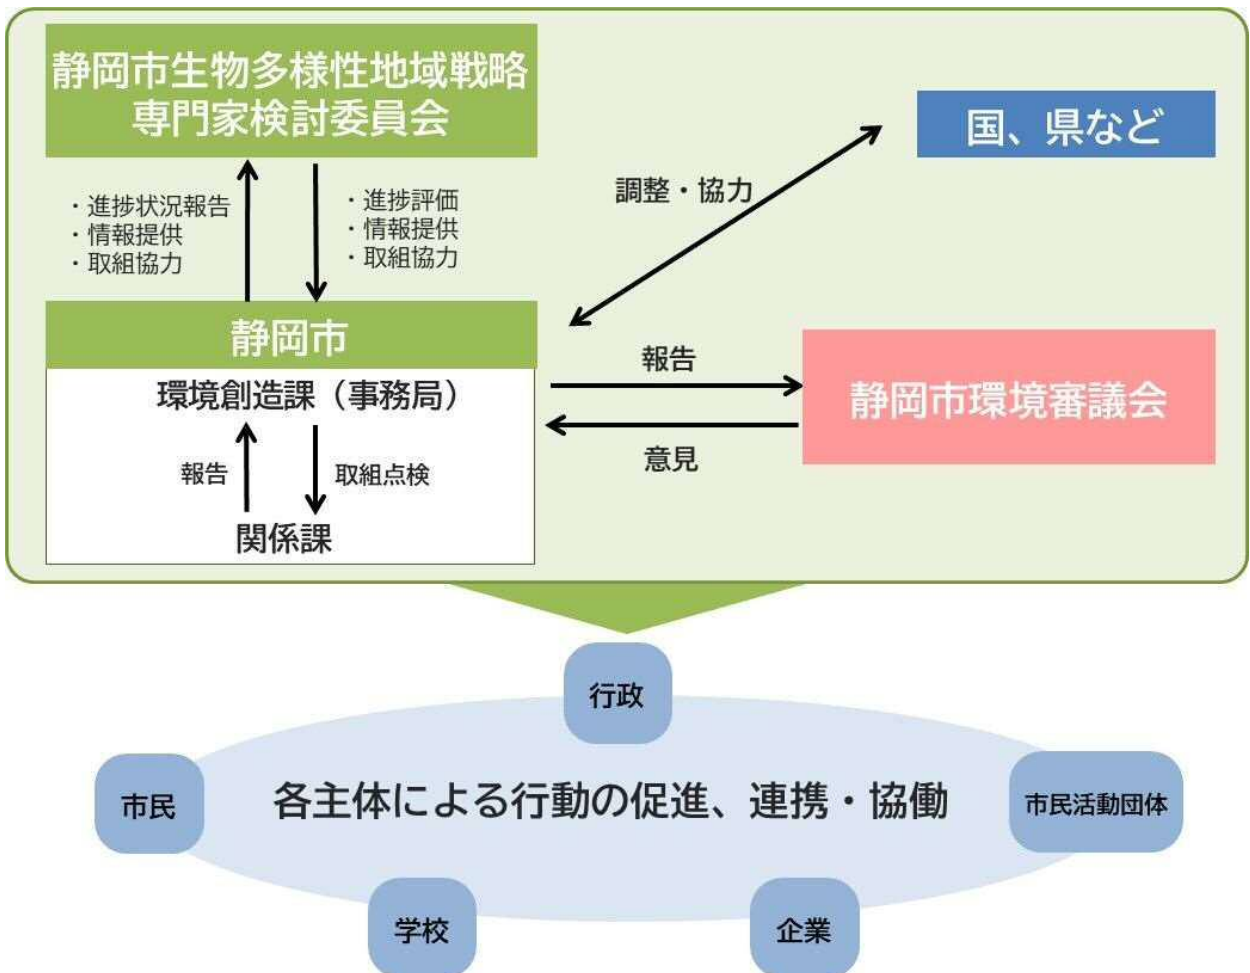 静岡市生物多様性地域戦略
専門家検討委員会
国、県など
・進捗状況報告
・情報提供
・取組協力
・進捗評価
・情報提供
・取組協力
調整・協力
静岡市
環境創造課（事務局）
報告
取組点検
関係課
報告
意見
静岡市環境審議会
行政
市民
各主体による行動の促進、連携・協働
市民活動団体
学校
企業